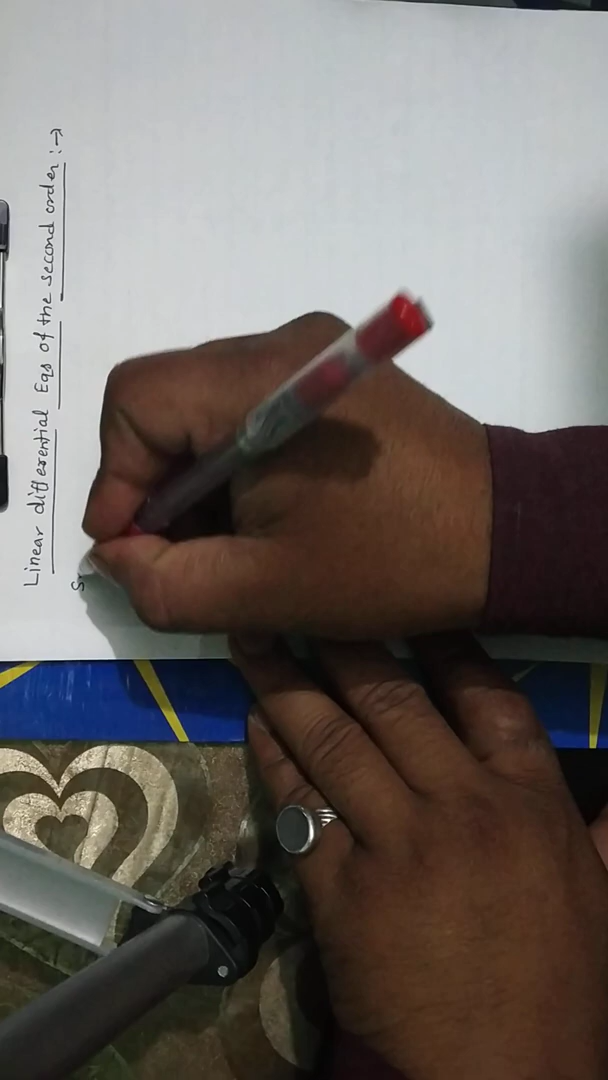 Linear differential Eqs of the second order:→